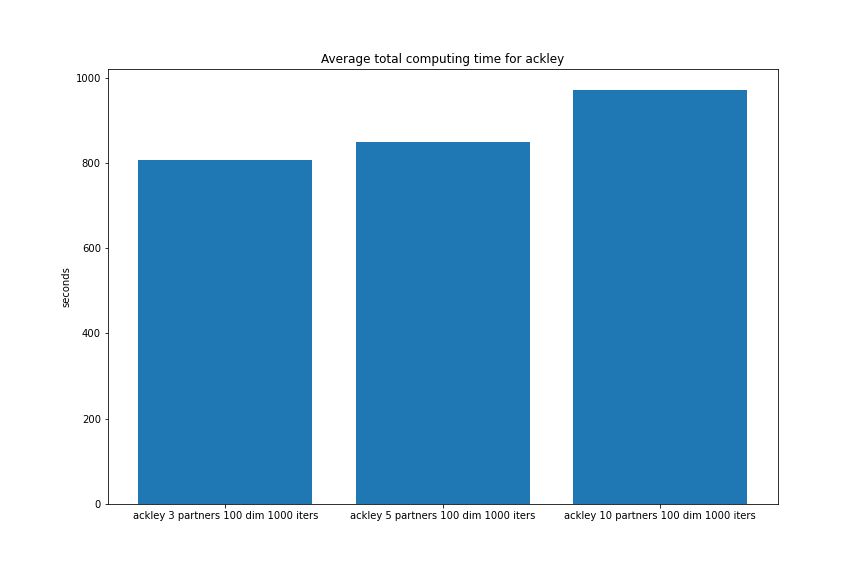 Average total computing time for ackley
1000
800
600
400
200
0
seconds
ackley 3 partners 100 dim 1000 iters
ackley 5 partners 100 dim 1000 iters
ackley 10 partners 100 dim 1000 iters